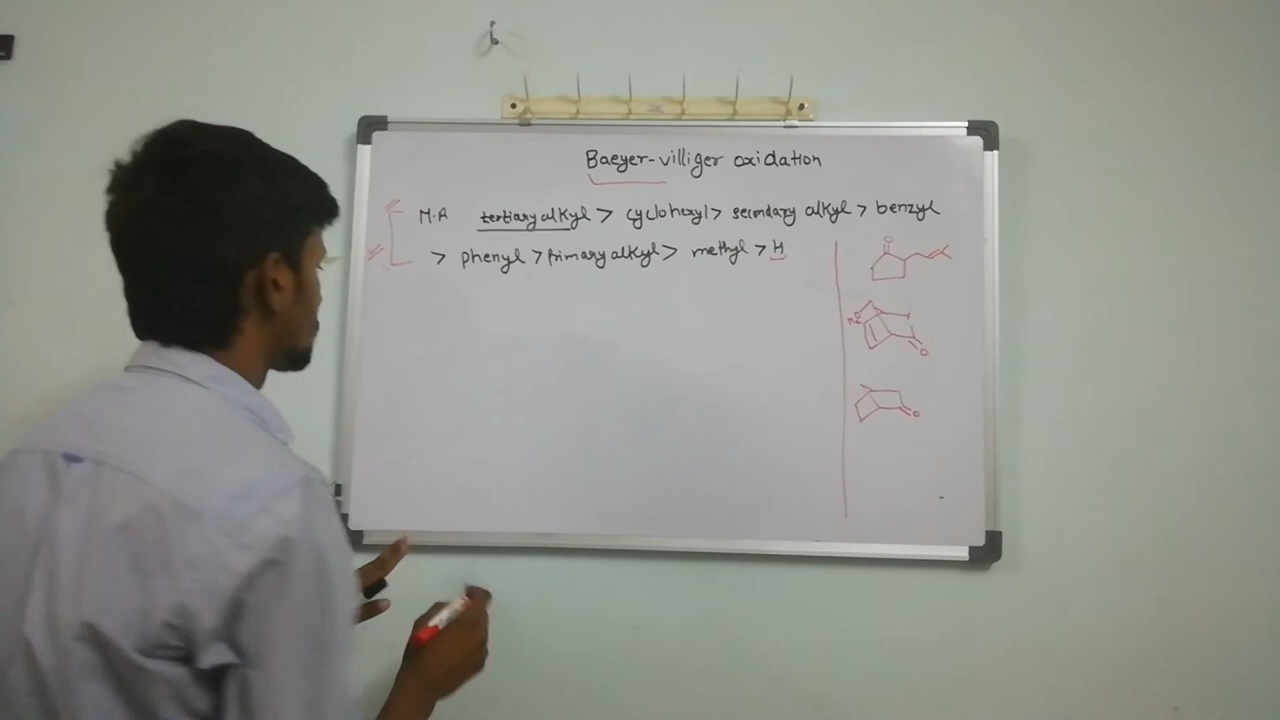 Baeyer-villiger oxidation
M.A tertiary alkyl > cyclohexyl > secondary alkyl > benzyl
> phenyl > primary alkyl > methyl > H
O
O
O
O